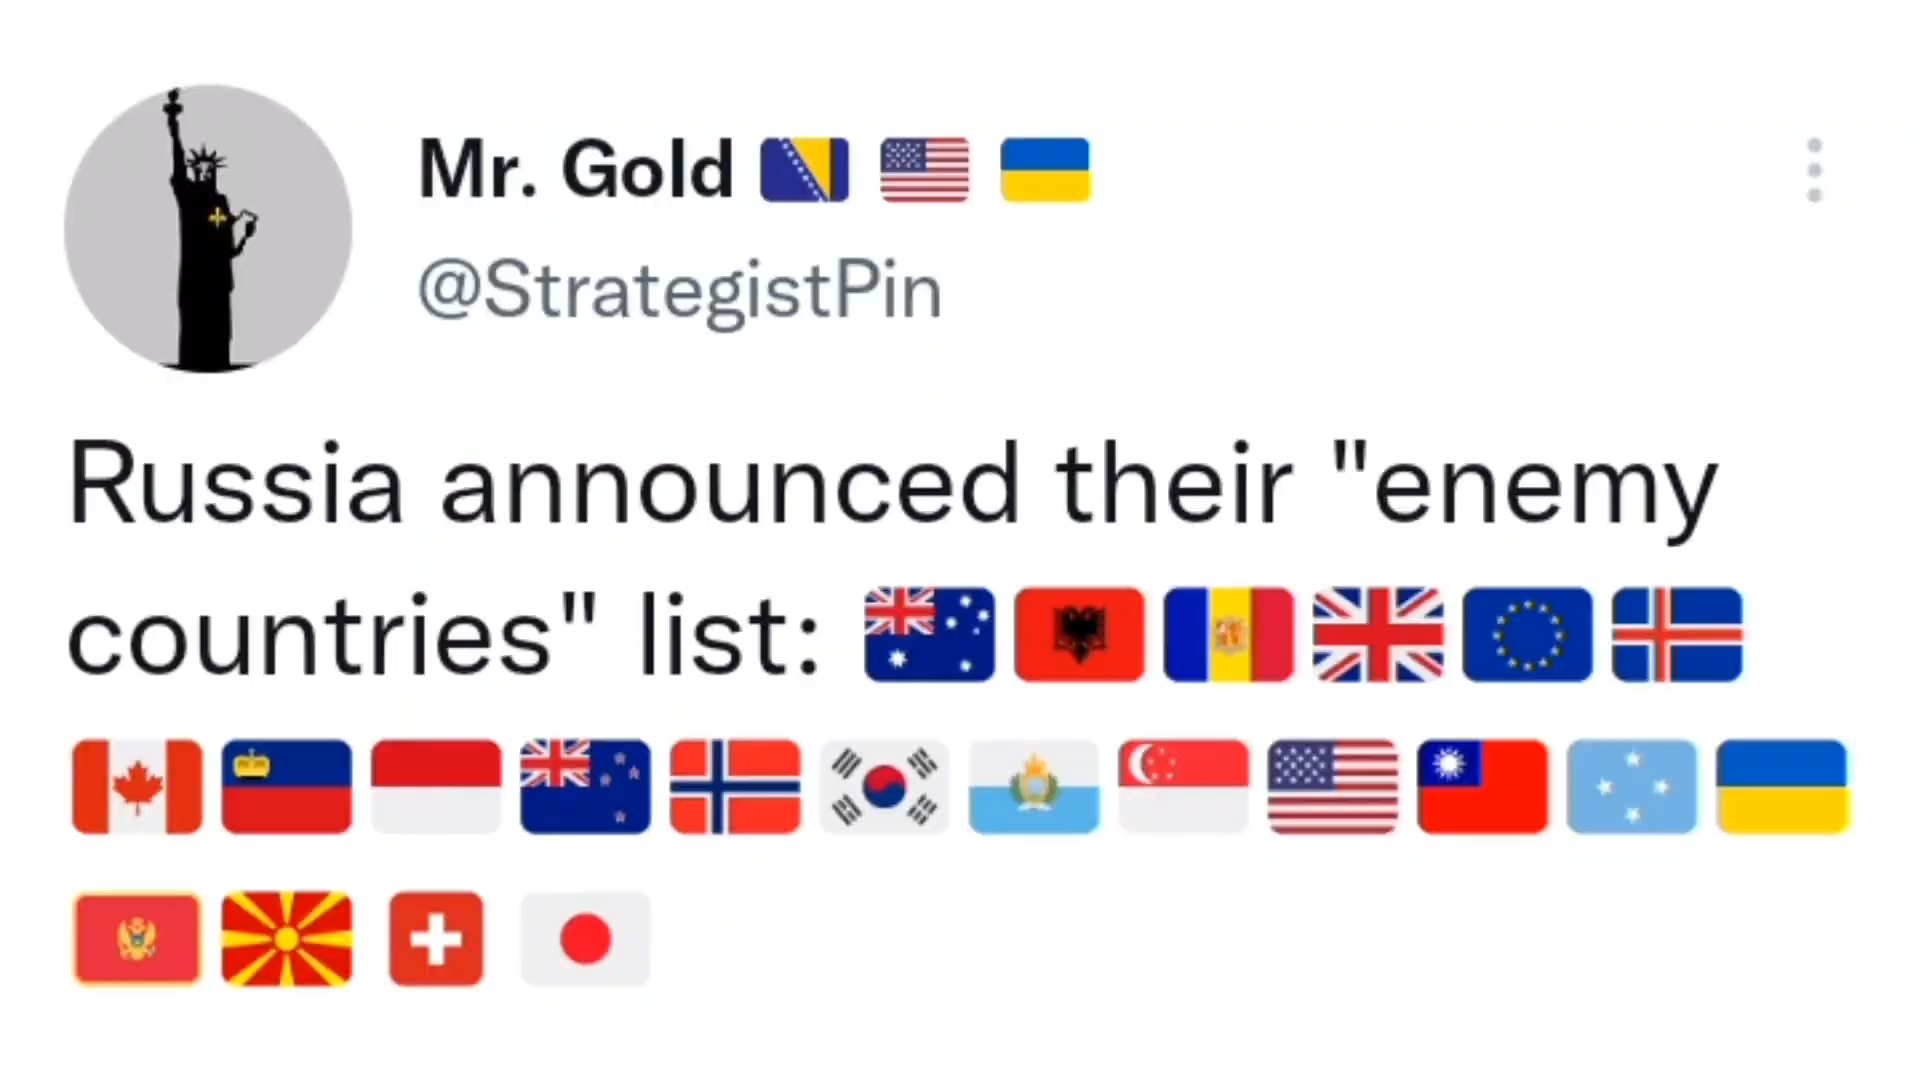 Mr. Gold 🇧🇦 🇺🇸 🇺🇦
@StrategistPin
Russia announced their "enemy
countries" list: 🇦🇺🇦🇱🇦🇩🇬🇧🇪🇺🇮🇸
🇨🇦🇱🇮🇲🇨🇳🇿🇳🇴🇰🇷🇸🇲🇸🇬🇺🇸🇹🇼🇫🇲🇺🇦
🇲🇪🇲🇰🇨🇭🇯🇵